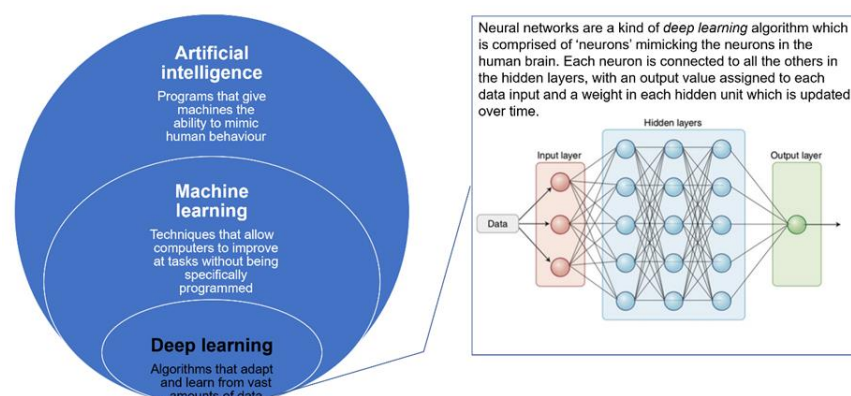 Artificial
intelligence
Programs that give
machines the
ability to mimic
human behaviour
Machine
learning
Techniques that allow
computers to improve
at tasks without being
specifically
programmed
Deep learning
Algorithms that adapt
and learn from vast
amounts of data
Neural networks are a kind of deep learning algorithm which
is comprised of ‘neurons’ mimicking the neurons in the
human brain. Each neuron is connected to all the others in
the hidden layers, with an output value assigned to each
data input and a weight in each hidden unit which is updated
over time.
Hidden layers
Input layer
Output layer
Data